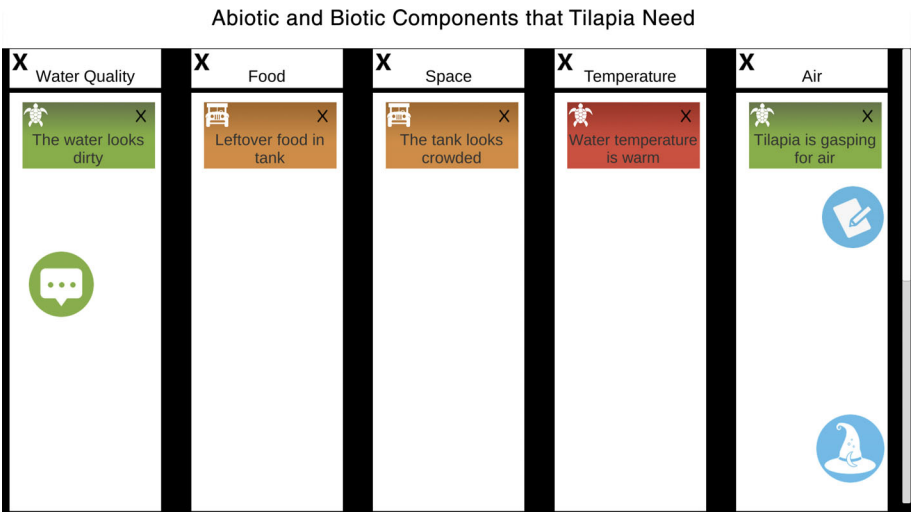 Abiotic and Biotic Components that Tilapia Need
X
Water Quality
X
The water looks
dirty
X
Food
X
Leftover food in
tank
X
Space
X
The tank looks
crowded
X
Temperature
X
Water temperature
is warm
X
Air
X
Tilapia is gasping
for air